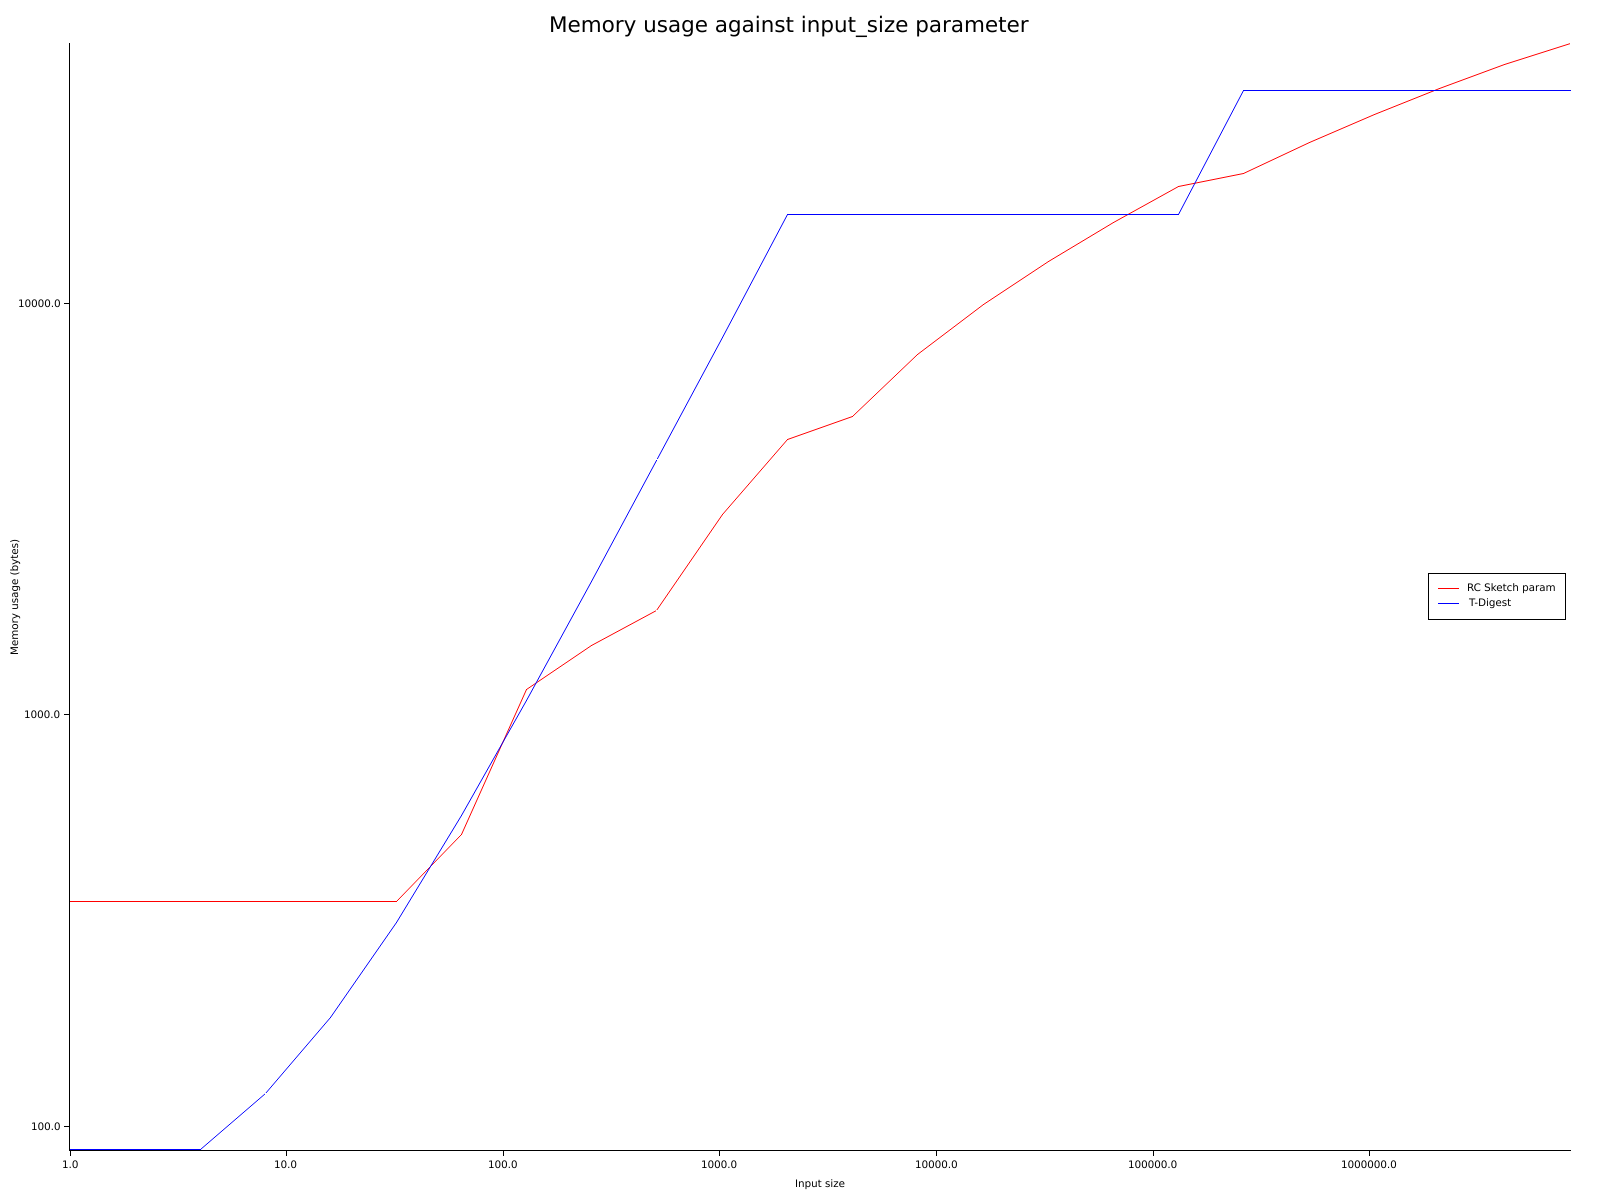 Memory usage against input_size parameter
10000.0
1000.0
100.0
Memory usage (bytes)
RC Sketch param
T-Digest
1.0 10.0 100.0 1000.0 10000.0 100000.0 1000000.0
Input size